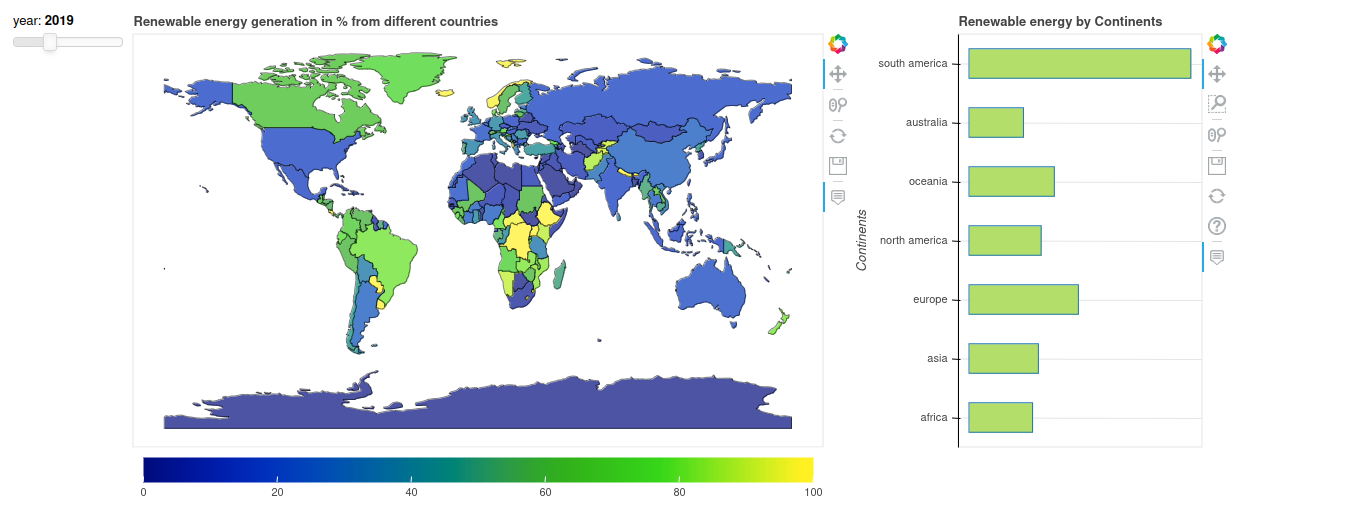 year: 2019
Renewable energy generation in % from different countries
0 20 40 60 80 100
Renewable energy by Continents
Continents
south america
australia
oceania
north america
europe
asia
africa